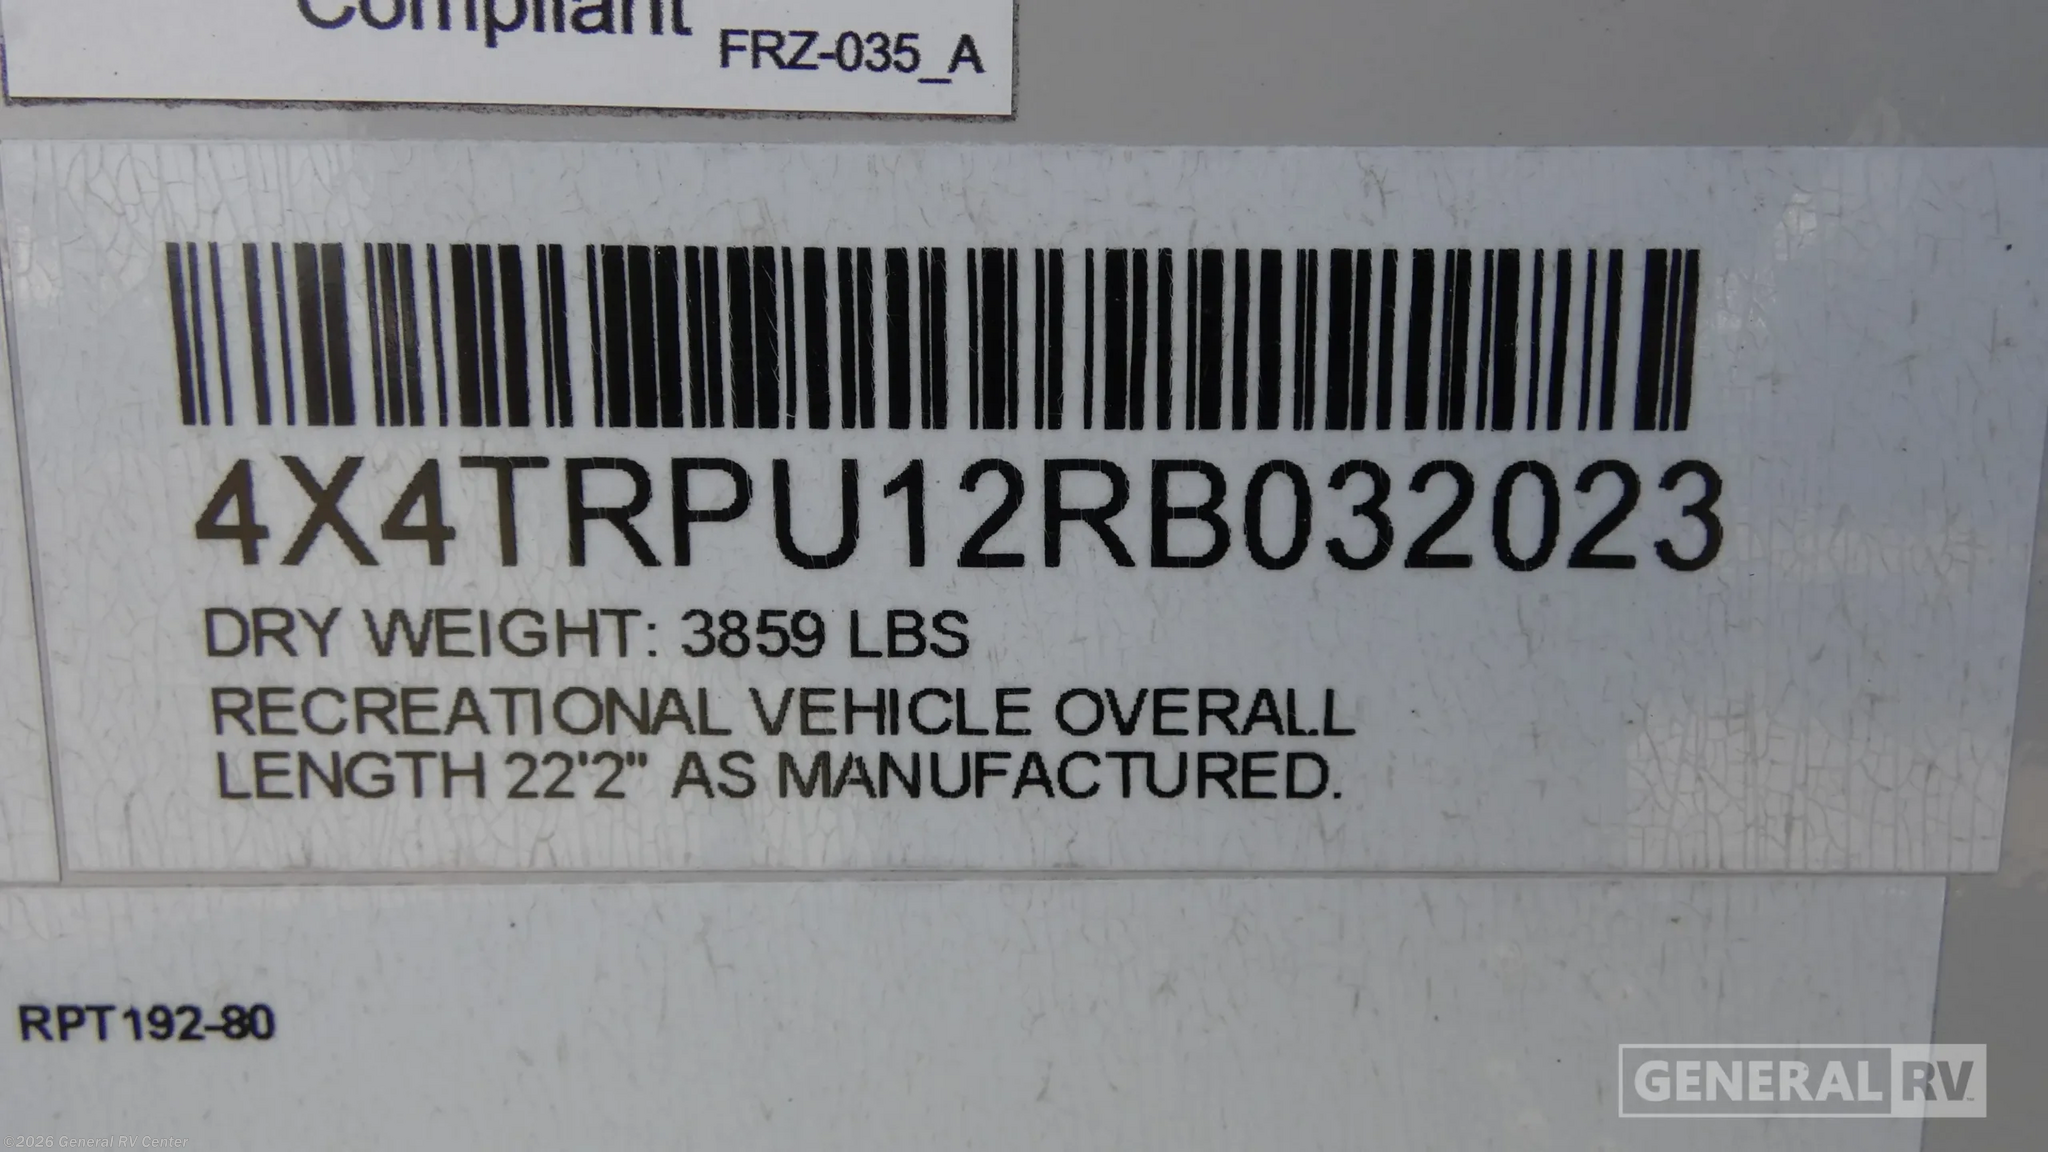 Compliant
FRZ-035_A
4X4TRPU12RB032023
DRY WEIGHT: 3859 LBS
RECREATIONAL VEHICLE OVERALL
LENGTH 22'2" AS MANUFACTURED.
RPT192-80
GENERAL RV
©2026 General RV Center